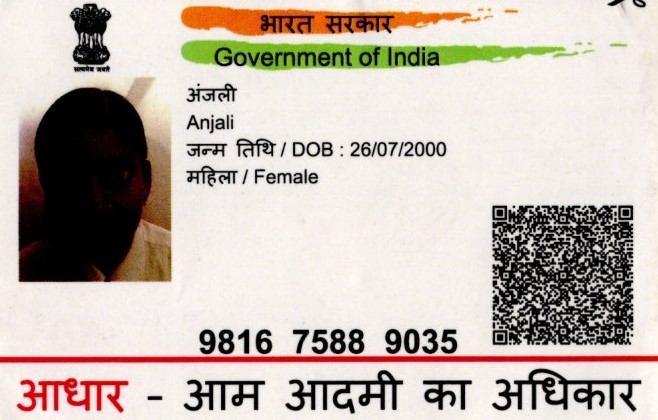 सत्यमेव जयते
भारत सरकार
Government of India
अंजली
Anjali
जन्म तिथि / DOB : 26/07/2000
महिला / Female
9816 7588 9035
आधार - आम आदमी का अधिकार